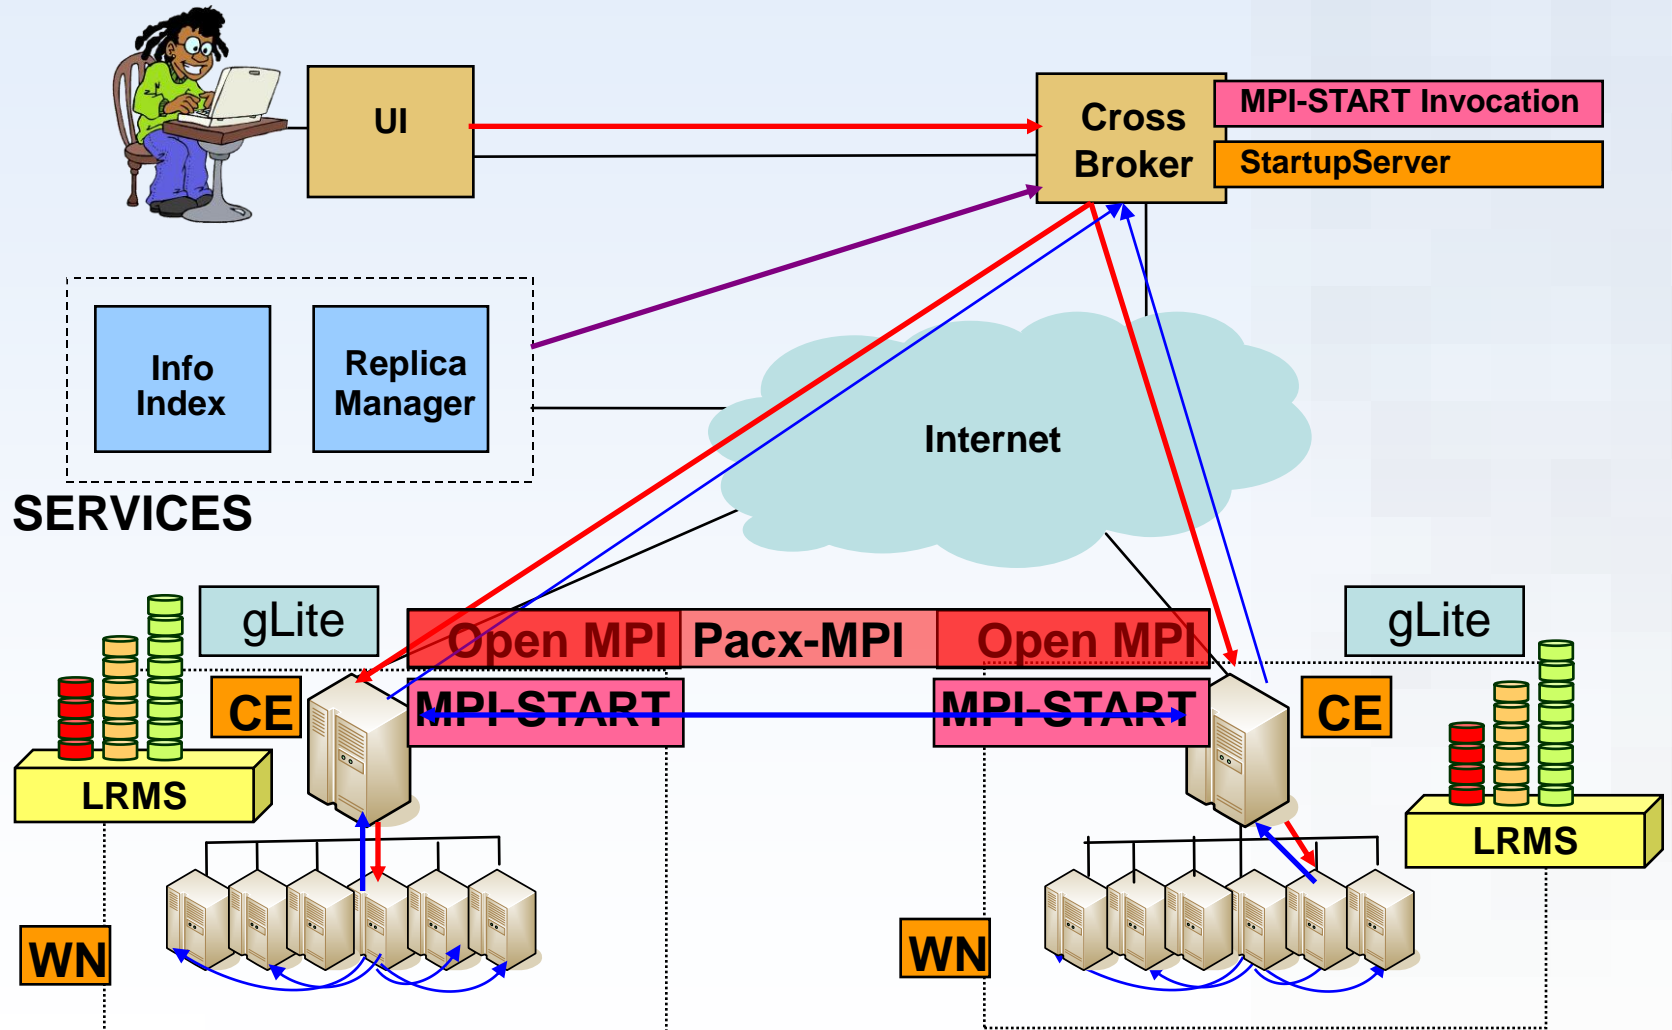 UI
Cross
Broker
MPI-START Invocation
StartupServer
Info
Index
Replica
Manager
Internet
SERVICES
gLite
Open MPI
Pacx-MPI
Open MPI
gLite
CE
MPI-START
MPI-START
CE
LRMS
LRMS
WN
WN